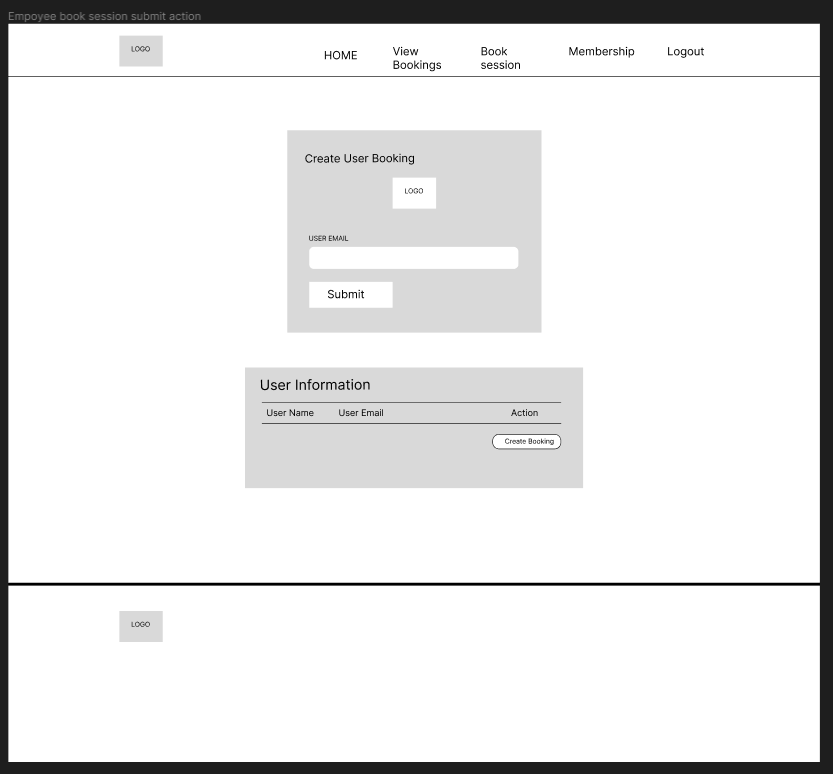 Empoyee book session submit action
LOGO
HOME
View
Bookings
Book
session
Membership
Logout
Create User Booking
LOGO
USER EMAIL
Submit
User Information
User Name
User Email
Action
Create Booking
LOGO